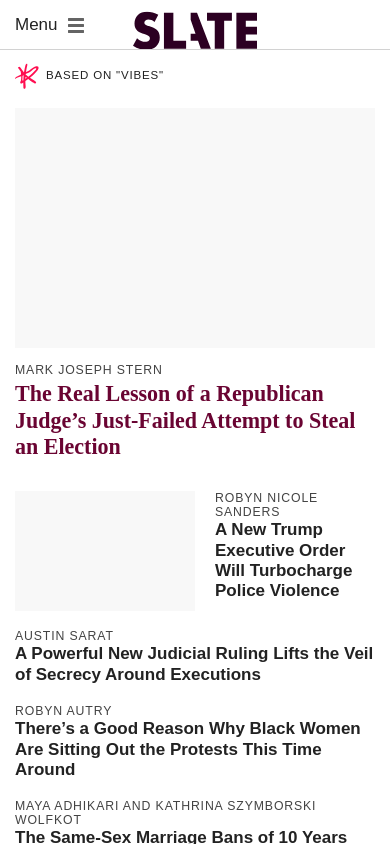 Menu
SLATE
BASED ON "VIBES"
MARK JOSEPH STERN
The Real Lesson of a Republican
Judge’s Just-Failed Attempt to Steal
an Election
ROBYN NICOLE
SANDERS
A New Trump
Executive Order
Will Turbocharge
Police Violence
AUSTIN SARAT
A Powerful New Judicial Ruling Lifts the Veil
of Secrecy Around Executions
ROBYN AUTRY
There’s a Good Reason Why Black Women
Are Sitting Out the Protests This Time
Around
MAYA ADHIKARI AND KATHRINA SZYMBORSKI
WOLFKOT
The Same-Sex Marriage Bans of 10 Years